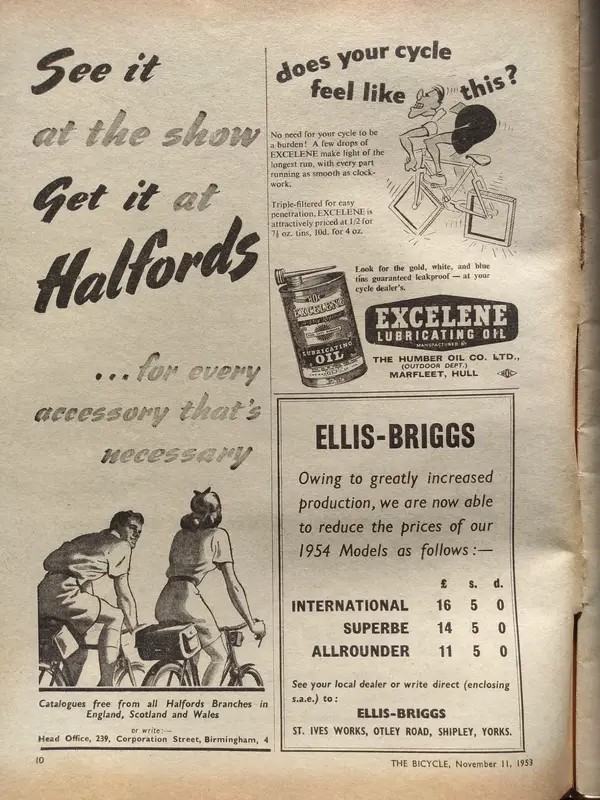 See it
at the show
Get it at
Halfords
...for every
accessory that's
necessary
Catalogues free from all Halfords Branches in
England, Scotland and Wales
or write:—
Head Office, 239, Corporation Street, Birmingham, 4
does your cycle
feel like this?
No need for your cycle to be
a burden! A few drops of
EXCELENE make light of the
longest run, with every part
running as smooth as clock-
work.
Triple-filtered for easy
penetration, EXCELENE is
attractively priced at 1/2 for
7½ oz. tins, 10d. for 4 oz.
Look for the gold, white, and blue
tins guaranteed leakproof — at your
cycle dealer's.
EXCELENE
LUBRICATING
OIL
EXCELENE
LUBRICATING OIL
MANUFACTURED BY
THE HUMBER OIL CO. LTD.,
(OUTDOOR DEPT.)
MARFLEET, HULL
ELLIS-BRIGGS
Owing to greatly increased
production, we are now able
to reduce the prices of our
1954 Models as follows:—
£ s. d.
INTERNATIONAL 16 5 0
SUPERBE 14 5 0
ALLROUNDER 11 5 0
See your local dealer or write direct (enclosing
s.a.e.) to:
ELLIS-BRIGGS
ST. IVES WORKS, OTLEY ROAD, SHIPLEY, YORKS.
10
THE BICYCLE, November 11, 1953